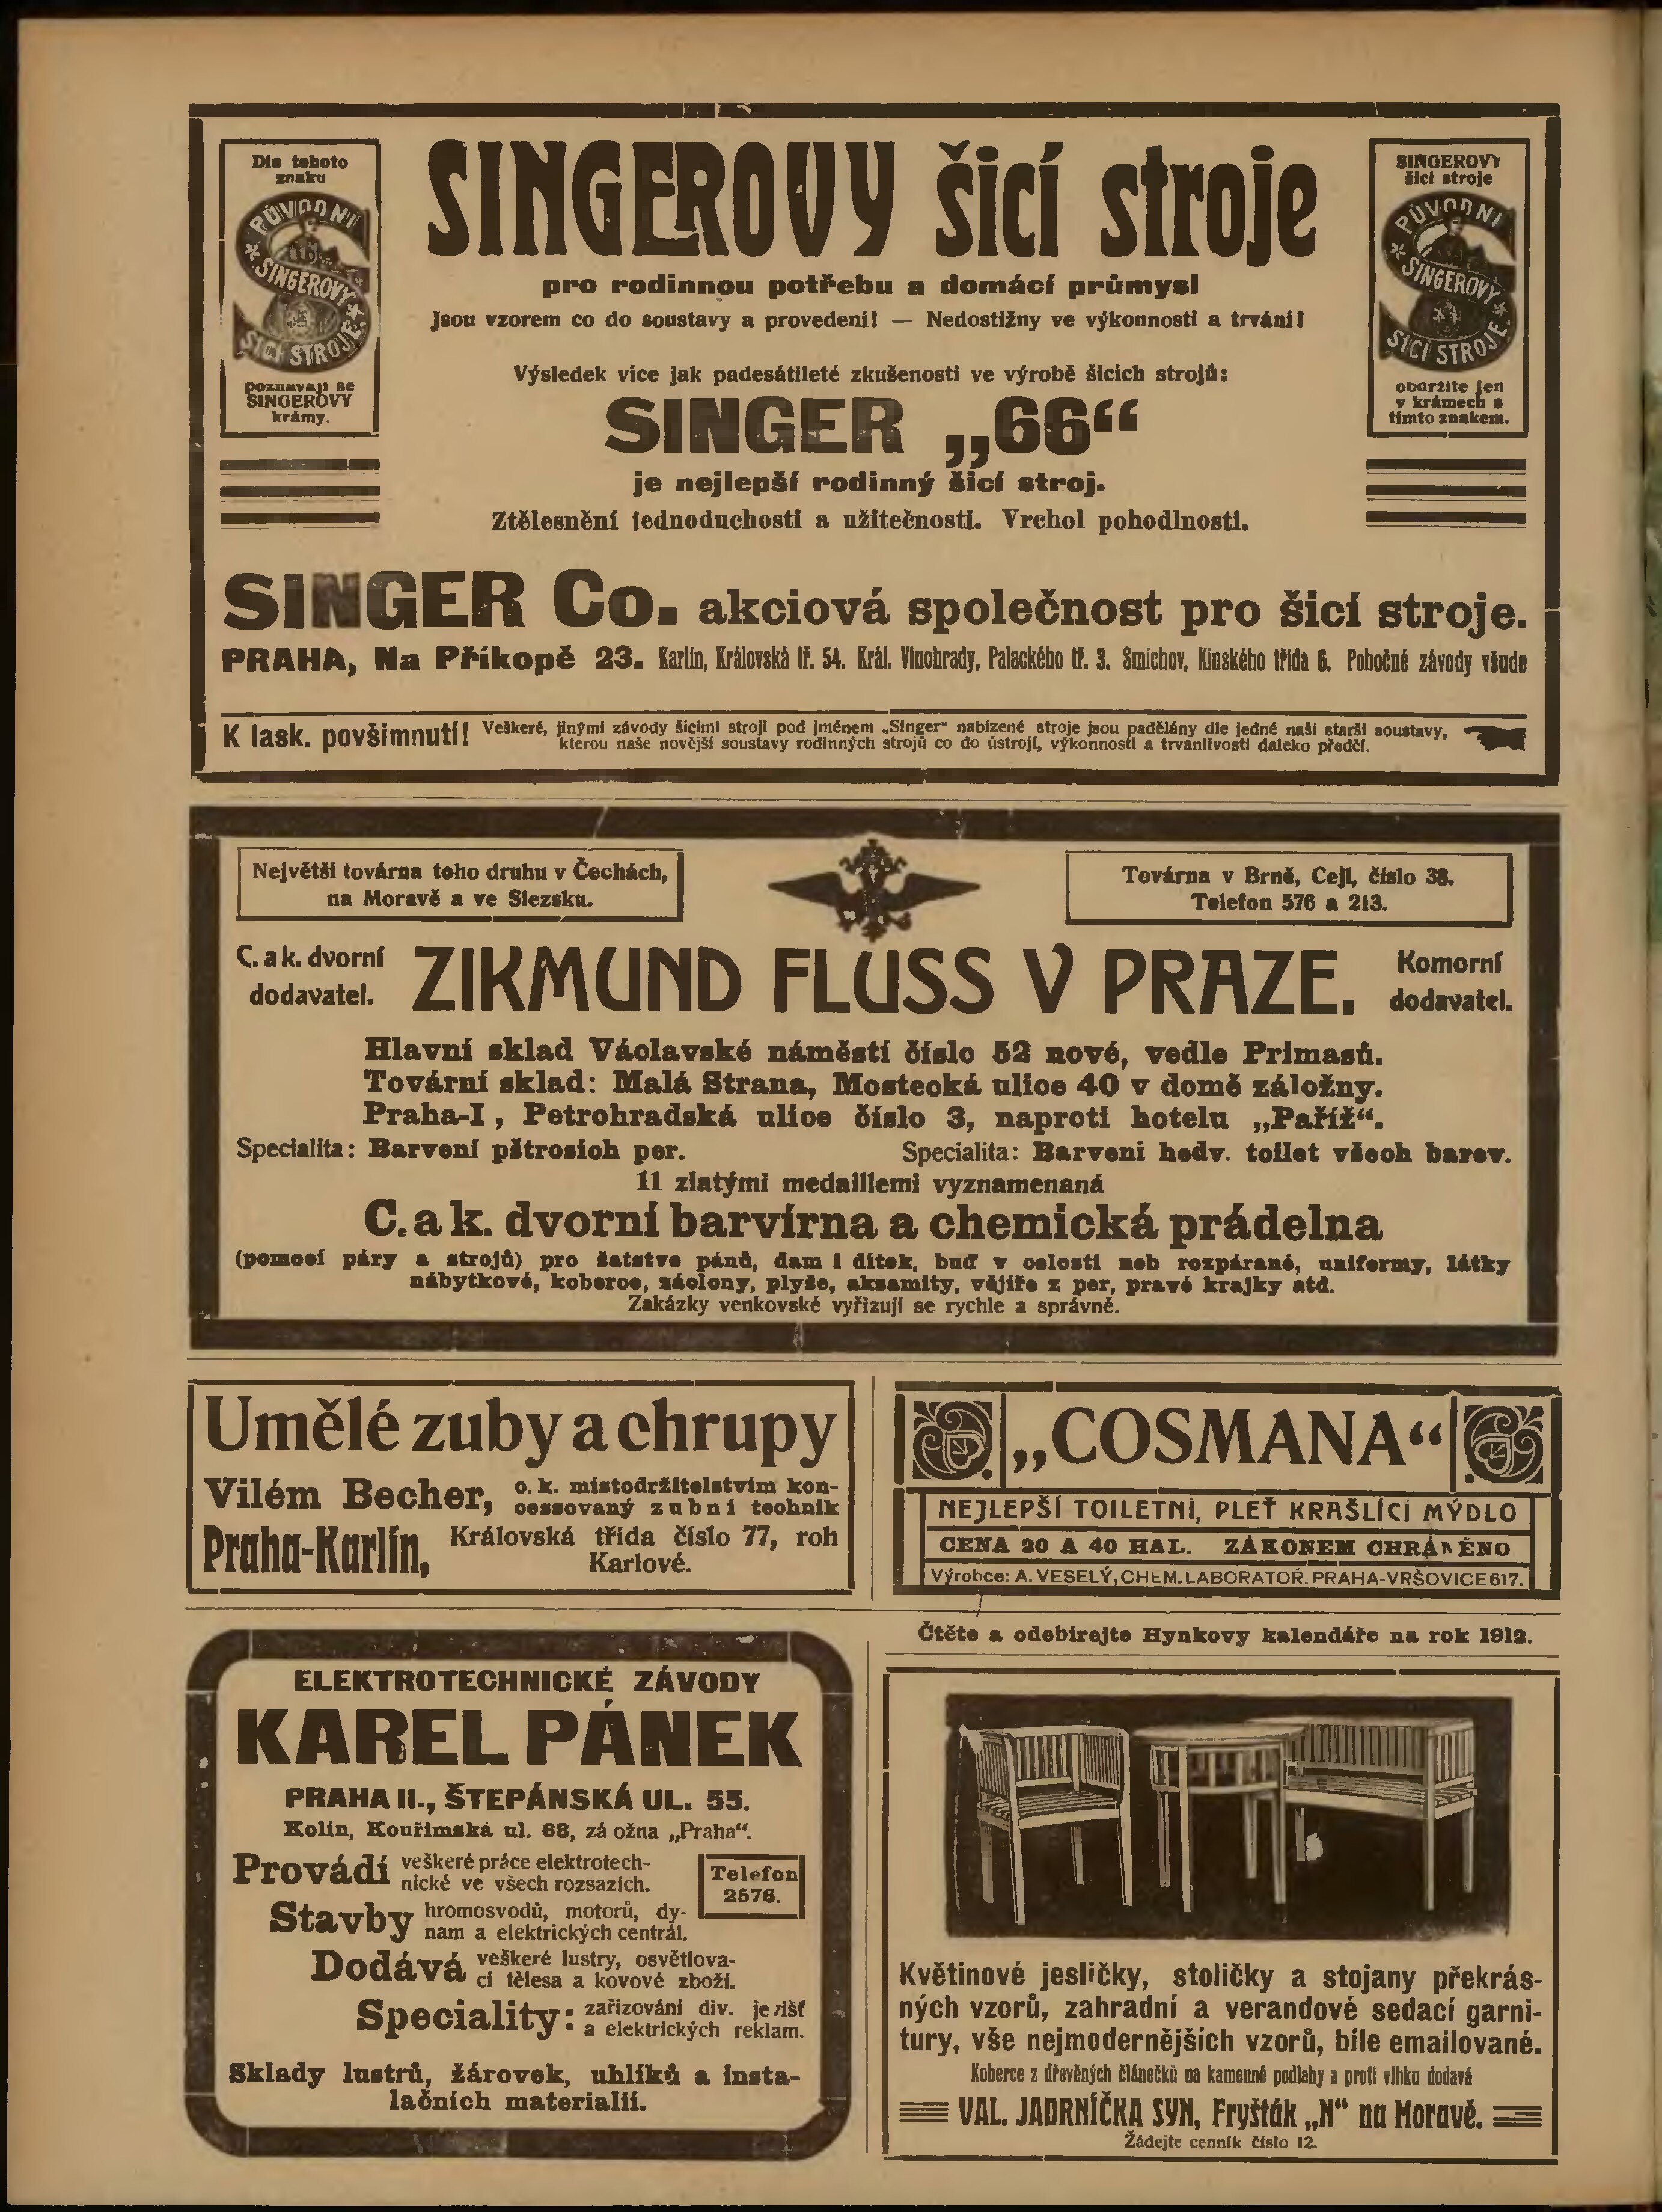 Dle tohoto
znaku
PŮVODNÍ
SINGEROVY
ŠICÍ STROJE
poznávají se
SINGEROVY
krámy.
SINGEROVY šicí stroje
pro rodinnou potřebu a domácí průmysl
Jsou vzorem co do soustavy a provedení! — Nedostižny ve výkonnosti a trvání!
Výsledek více jak padesátileté zkušenosti ve výrobě šicích strojů:
SINGER „66“
je nejlepší rodinný šicí stroj.
Ztělesnění jednoduchosti a užitečnosti. Vrchol pohodlnosti.
SINGEROVY
šicí stroje
PŮVODNÍ
SINGEROVY
ŠICÍ STROJE
obdržíte jen
v krámech s
tímto znakem.
SINGER Co. akciová společnost pro šicí stroje.
PRAHA, Na Příkopě 23. Karlín, Královská tř. 54. Král. Vinohrady, Palackého tř. 3. Smichov, Kinského třída 6. Pobočné závody všude
K lask. povšimnutí! Veškeré, jinými závody šicími stroji pod jménem „Singer“ nabízené stroje jsou padělány dle jedné naší starší soustavy,
kterou naše novější soustavy rodinných strojů co do ústrojí, výkonnosti a trvanlivosti daleko předčí.
Největší továrna toho druhu v Čechách,
na Moravě a ve Slezsku.
Továrna v Brně, Cejl, číslo 38.
Telefon 576 a 213.
C. a k. dvorní
dodavatel.
ZIKMUND FLUSS V PRAZE.
Komorní
dodavatel.
Hlavní sklad Václavské náměstí číslo 52 nové, vedle Primasů.
Tovární sklad: Malá Strana, Mostecká ulice 40 v domě záložny.
Praha-I, Petrohradská ulice číslo 3, naproti hotelu „Paříž“.
Specialita: Barvení pštrosích per. Specialita: Barvení hedv. toilet všech barev.
11 zlatými medaillemi vyznamenaná
C. a k. dvorní barvírna a chemická prádelna
(pomocí páry a strojů) pro šatstvo pánů, dam i dítek, buď v celosti neb rozpárané, uniformy, látky
nábytkové, koberce, záclony, plyše, aksamity, vějíře z per, pravé krajky atd.
Zakázky venkovské vyřizují se rychle a správně.
Umělé zuby a chrupy
Vilém Becher, c. k. místodržitelstvím kon-
cessovaný zubní technik
Praha-Karlín, Královská třída číslo 77, roh
Karlové.
„COSMANA“
NEJLEPŠÍ TOILETNÍ, PLEŤ KRAŠLÍCÍ MÝDLO
CENA 20 A 40 HAL. ZÁKONEM CHRÁNĚNO
Výrobce: A. VESELÝ, CHEM. LABORATOŘ. PRAHA-VRŠOVICE 617.
Čtěte a odebírejte Hynkovy kalendáře na rok 1912.
ELEKTROTECHNICKÉ ZÁVODY
KAREL PÁNEK
PRAHA II., ŠTEPÁNSKÁ UL. 55.
Kolín, Kouřimská ul. 68, zá ožna „Praha“.
Provádí veškeré práce elektrotech-
nické ve všech rozsazích.
Telefon
2576.
Stavby hromosvodů, motorů, dy-
nam a elektrických centrál.
Dodává veškeré lustry, osvětlova-
cí tělesa a kovové zboží.
Speciality: zařizování div. jevišť
a elektrických reklam.
Sklady lustrů, žárovek, uhlíků a insta-
lačních materialií.
Květinové jesličky, stoličky a stojany překrás-
ných vzorů, zahradní a verandové sedací garni-
tury, vše nejmodernějších vzorů, bíle emailované.
Koberce z dřevěných článečků na kamenné podlahy a proti vlhku dodavá
VAL. JADRNÍČKA SYN, Fryšták „N“ na Moravě.
Žádejte cenník číslo 12.